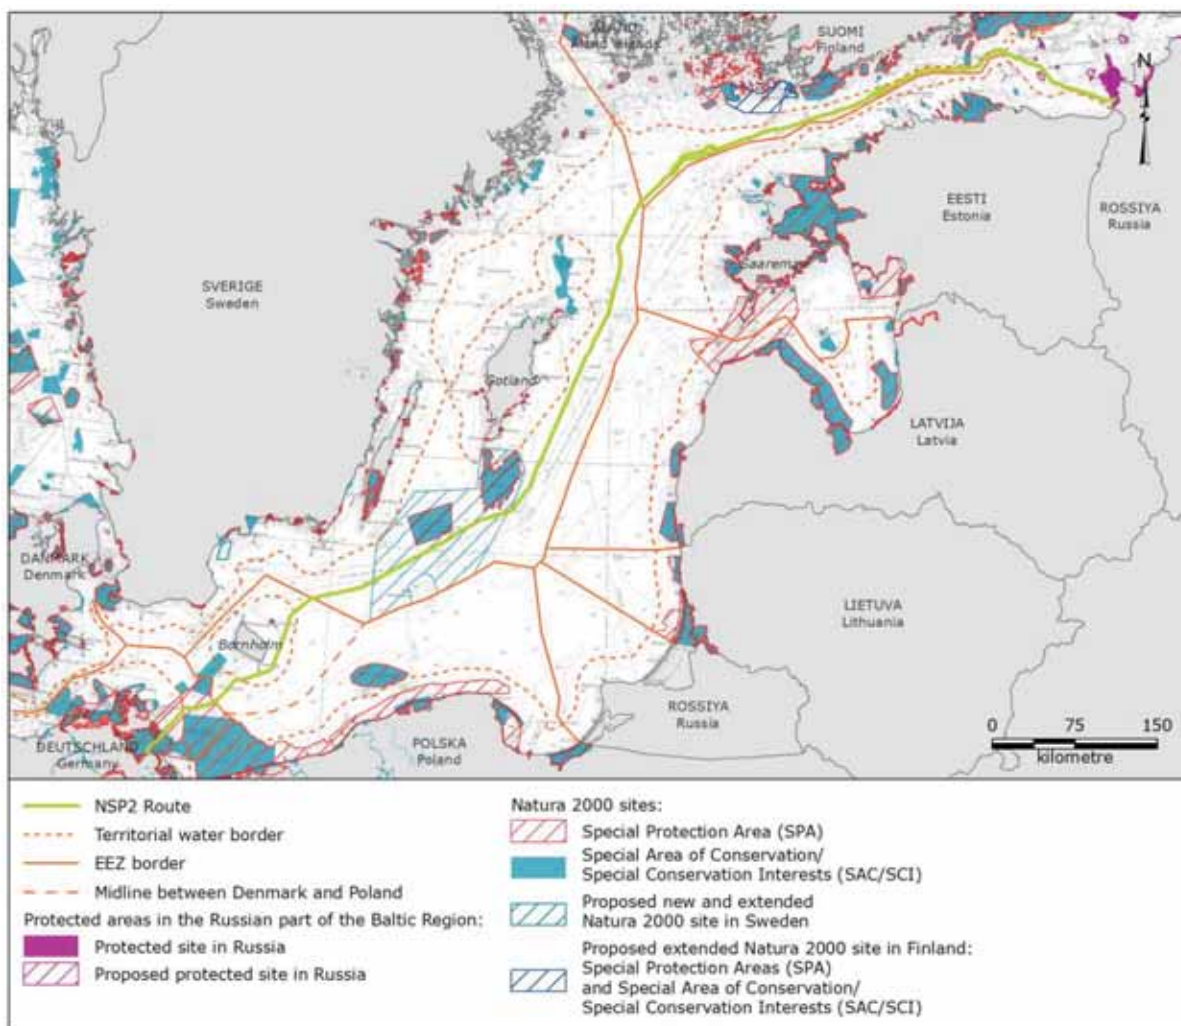 Åland Islands
SUOMI
Finland
N
EESTI
Estonia
ROSSIYA
Russia
SVERIGE
Sweden
Saaremaa
Gotland
LATVIJA
Latvia
DANMARK
Denmark
LIETUVA
Lithuania
Bornholm
ROSSIYA
Russia
DEUTSCHLAND
Germany
POLSKA
Poland
0 75 150
kilometre
NSP2 Route
Territorial water border
EEZ border
Midline between Denmark and Poland
Protected areas in the Russian part of the Baltic Region:
Protected site in Russia
Proposed protected site in Russia
Natura 2000 sites:
Special Protection Area (SPA)
Special Area of Conservation/
Special Conservation Interests (SAC/SCI)
Proposed new and extended
Natura 2000 site in Sweden
Proposed extended Natura 2000 site in Finland:
Special Protection Areas (SPA)
and Special Area of Conservation/
Special Conservation Interests (SAC/SCI)